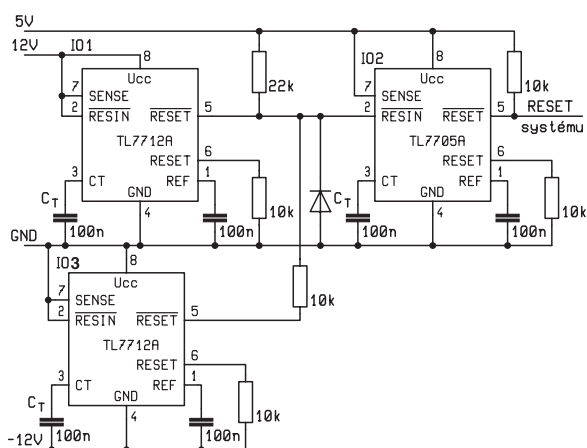 5V
12V
IO1
8
Ucc
7
SENSE
2
RESIN
RESET
5
TL7712A
RESET
6
3
CT
REF
1
GND
4
CT
100n
100n
10k
22k
IO2
8
Ucc
7
SENSE
2
RESIN
RESET
5
TL7705A
RESET
6
3
CT
REF
1
GND
4
CT
100n
100n
10k
10k
RESET
systému
GND
IO3
8
Ucc
7
SENSE
2
RESIN
RESET
5
10k
TL7712A
RESET
6
3
CT
REF
1
GND
4
CT
100n
100n
10k
-12V